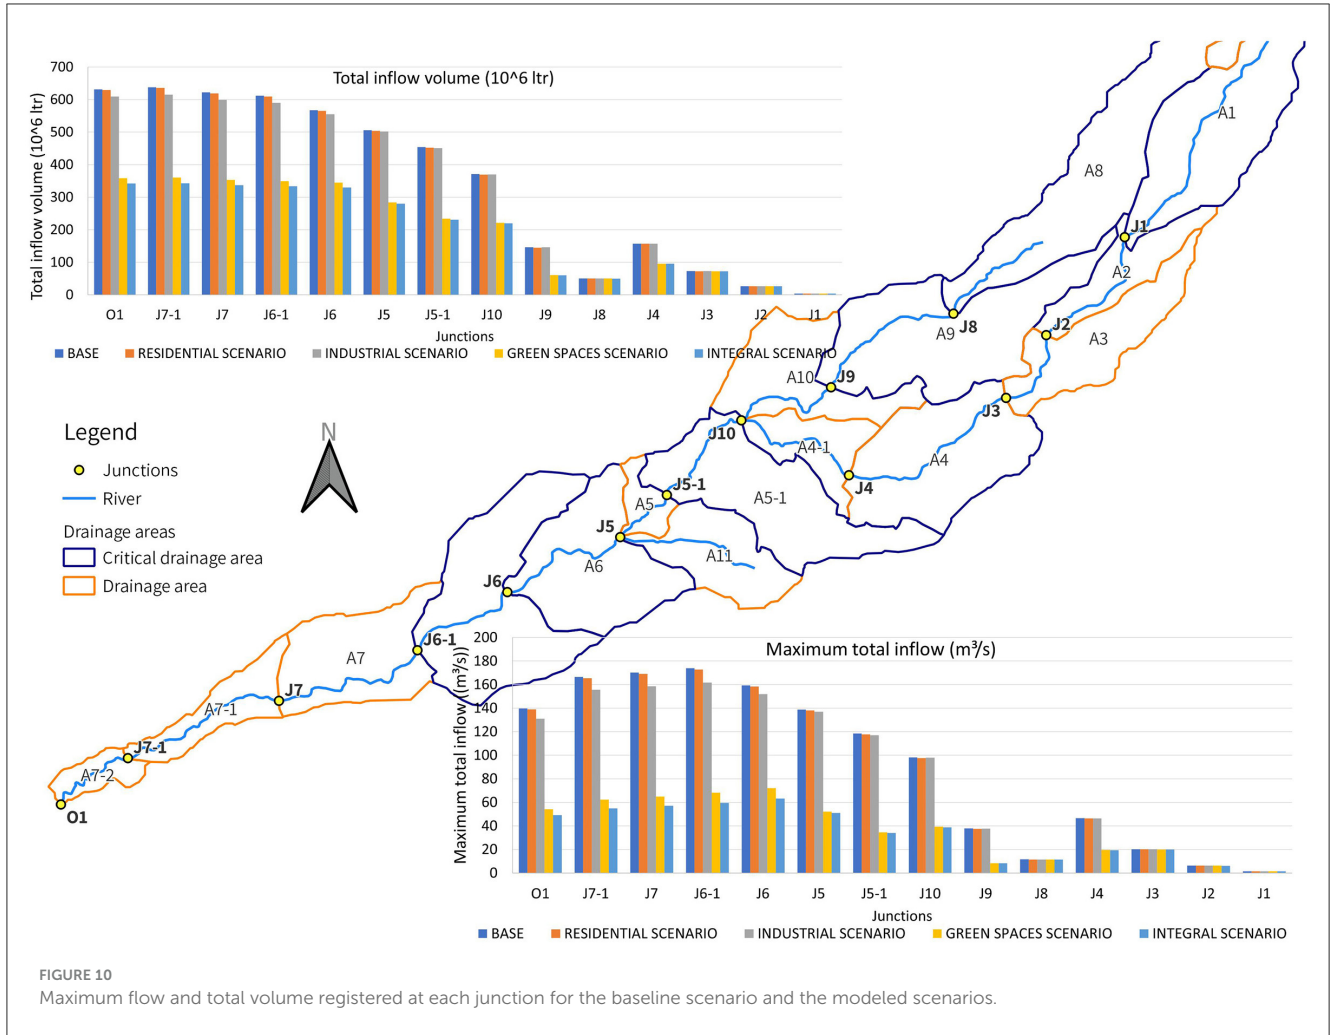 Total inflow volume (10^6 ltr)
Total inflow volume (10^6 ltr)
700
600
500
400
300
200
100
0
O1 J7-1 J7 J6-1 J6 J5 J5-1 J10 J9 J8 J4 J3 J2 J1
Junctions
BASE RESIDENTIAL SCENARIO INDUSTRIAL SCENARIO GREEN SPACES SCENARIO INTEGRAL SCENARIO
A1
A8
J1
A2
J8
A9
J2
A3
A10
J9
J3
J10
A4-1
A4
J4
J5-1
A5
A5-1
J5
A11
A6
J6
J6-1
A7
J7
A7-1
J7-1
A7-2
O1
Legend
N
Junctions
River
Drainage areas
Critical drainage area
Drainage area
Maximum total inflow (m³/s)
Maximum total inflow ((m³/s))
200
180
160
140
120
100
80
60
40
20
0
O1 J7-1 J7 J6-1 J6 J5 J5-1 J10 J9 J8 J4 J3 J2 J1
Junctions
BASE RESIDENTIAL SCENARIO INDUSTRIAL SCENARIO GREEN SPACES SCENARIO INTEGRAL SCENARIO
FIGURE 10
Maximum flow and total volume registered at each junction for the baseline scenario and the modeled scenarios.